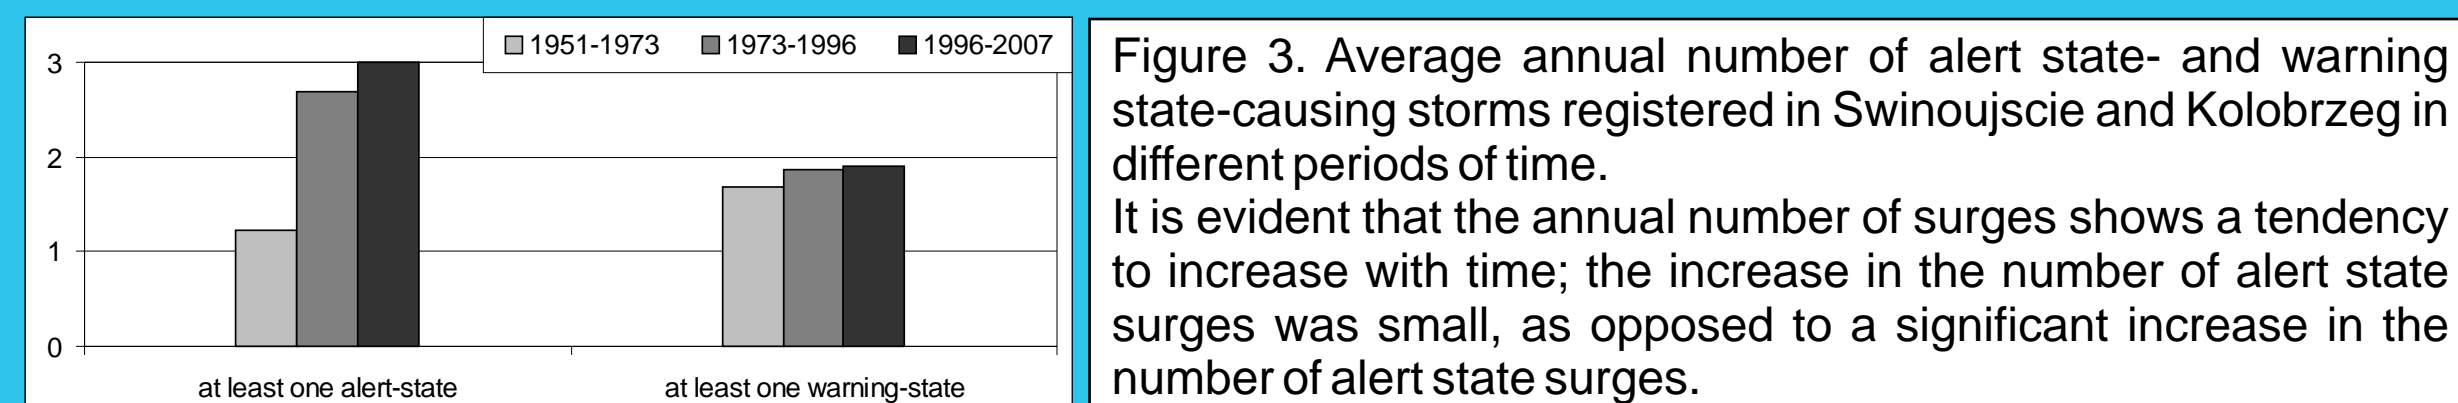 1951-1973 1973-1996 1996-2007
3
2
1
0
at least one alert-state at least one warning-state
Figure 3. Average annual number of alert state- and warning
state-causing storms registered in Swinoujscie and Kolobrzeg in
different periods of time.
It is evident that the annual number of surges shows a tendency
to increase with time; the increase in the number of alert state
surges was small, as opposed to a significant increase in the
number of alert state surges.